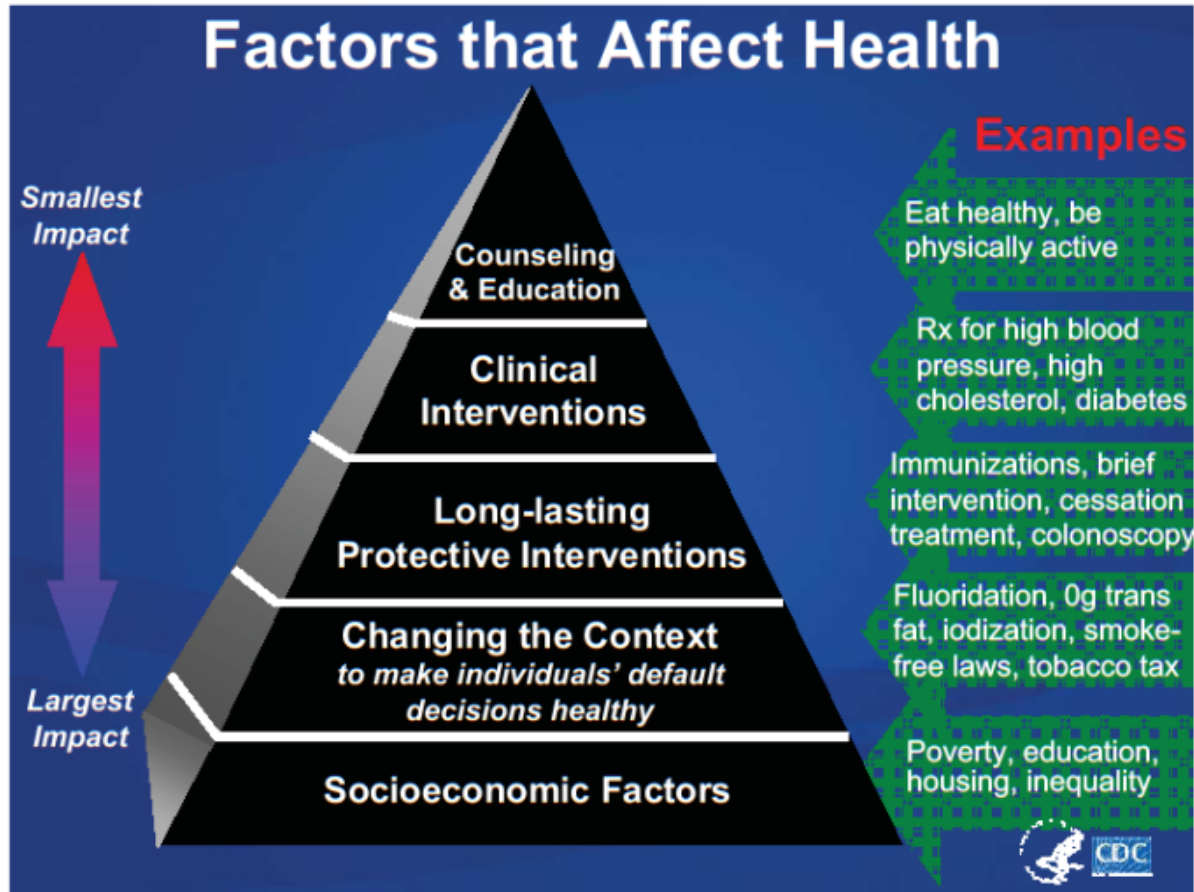 Factors that Affect Health
Examples
Smallest
Impact
Eat healthy, be
physically active
Counseling
& Education
Rx for high blood
pressure, high
cholesterol, diabetes
Clinical
Interventions
Immunizations, brief
intervention, cessation
treatment, colonoscopy
Long-lasting
Protective Interventions
Fluoridation, 0g trans
fat, iodization, smoke-
free laws, tobacco tax
Changing the Context
to make individuals' default
decisions healthy
Largest
Impact
Poverty, education,
housing, inequality
Socioeconomic Factors
CDC